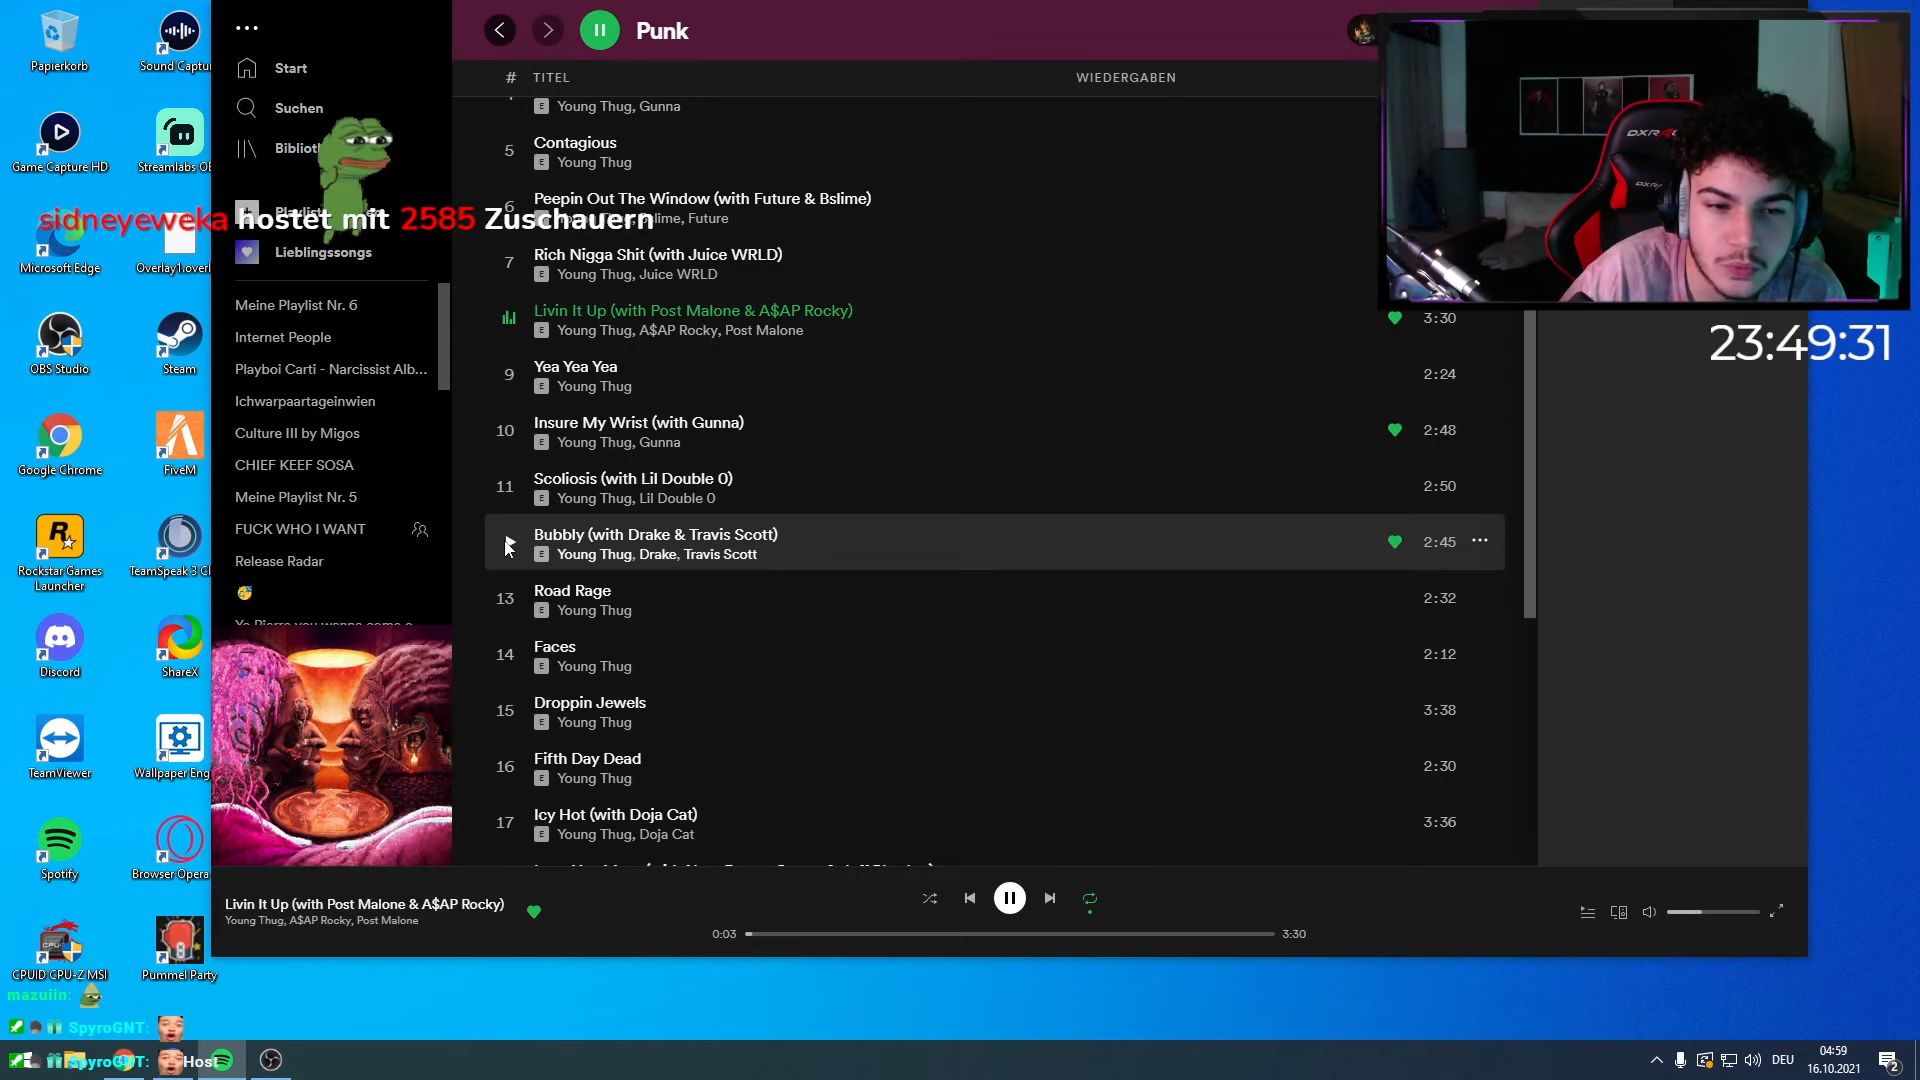 Papierkorb
Sound Captu
Game Capture HD
Streamlabs OB
Microsoft Edge
Overlay1.overl
OBS Studio
Steam
Google Chrome
FiveM
Rockstar Games
Launcher
TeamSpeak 3 Cl
Discord
ShareX
TeamViewer
Wallpaper Eng
Spotify
Browser Opera
CPUID CPU-Z MSI
Pummel Party
sidneyeweka hostet mit 2585 Zuschauern
Start
Suchen
Biblioth
Lieblingssongs
Meine Playlist Nr. 6
Internet People
Playboi Carti - Narcissist Alb...
Ichwarpaartageinwien
Culture III by Migos
CHIEF KEEF SOSA
Meine Playlist Nr. 5
FUCK WHO I WANT
Release Radar
Yo Pierre you wanna come o
Punk
# TITEL WIEDERGABEN
E Young Thug, Gunna
5 Contagious
E Young Thug
6 Peepin Out The Window (with Future & Bslime)
Bslime, Future
7 Rich Nigga Shit (with Juice WRLD)
E Young Thug, Juice WRLD
Livin It Up (with Post Malone & A$AP Rocky) 3:30
E Young Thug, A$AP Rocky, Post Malone
9 Yea Yea Yea 2:24
E Young Thug
10 Insure My Wrist (with Gunna) 2:48
E Young Thug, Gunna
11 Scoliosis (with Lil Double 0) 2:50
E Young Thug, Lil Double 0
Bubbly (with Drake & Travis Scott) 2:45
E Young Thug, Drake, Travis Scott
13 Road Rage 2:32
E Young Thug
14 Faces 2:12
E Young Thug
15 Droppin Jewels 3:38
E Young Thug
16 Fifth Day Dead 2:30
E Young Thug
17 Icy Hot (with Doja Cat) 3:36
E Young Thug, Doja Cat
DXRACER
23:49:31
Livin It Up (with Post Malone & A$AP Rocky)
Young Thug, A$AP Rocky, Post Malone
0:03 3:30
mazuiin:
SpyroGNT:
SpyroGNT: Host
DEU
04:59
16.10.2021
2